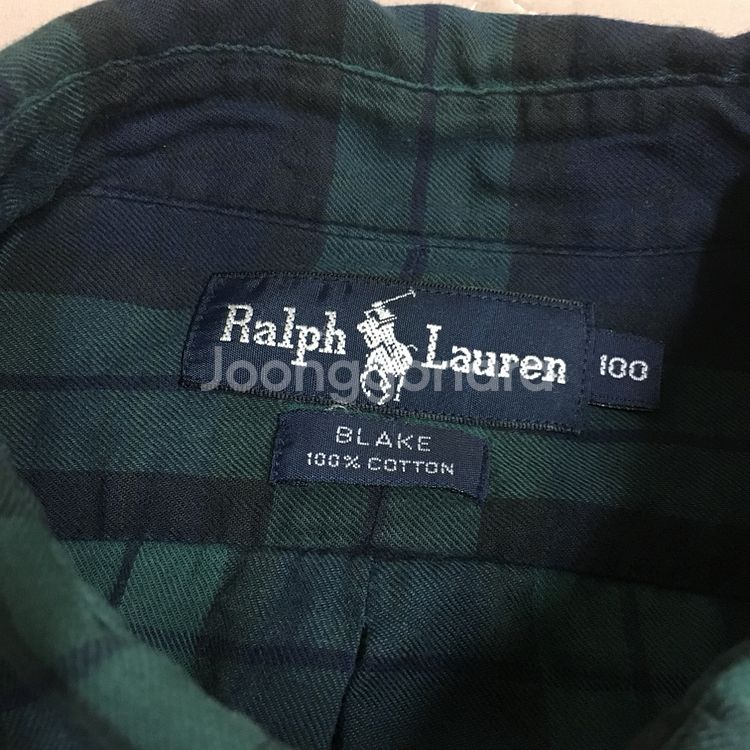 Ralph Lauren
100
Joonggonara
BLAKE
100% COTTON